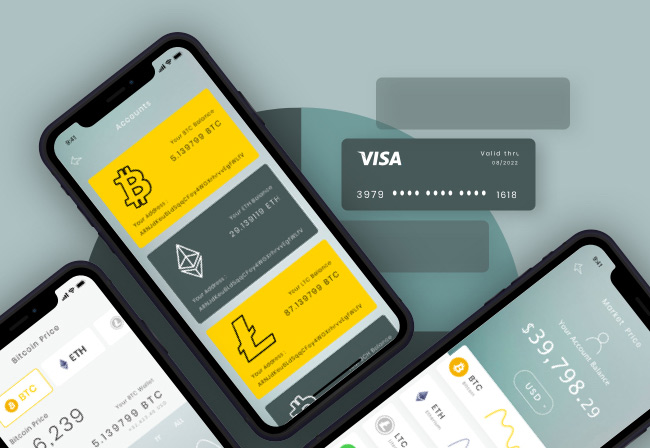 9:41
Accounts
Your BTC Balance
5.139799 BTC
Your Address
Your ETH Balance
29.139119 ETH
Your Address
Your LTC Balance
87.139799 BTC
Your Address
VISA
Valid thru
08/2022
3979 •••• •••• •••• 1618
Bitcoin Price
BTC
ETH
Bitcoin Price
6,239
Your BTC Wallet
5.139799 BTC
9:41
Market Price
Your Account Balance
$39,798.29
USD
BTC
Bitcoin
ETH
Ethereum
LTC